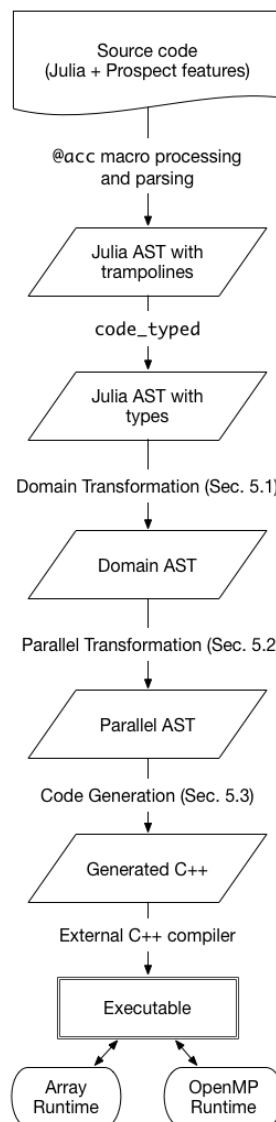 Source code
(Julia + Prospect features)
@acc macro processing
and parsing
Julia AST with
trampolines
code_typed
Julia AST with
types
Domain Transformation (Sec. 5.1)
Domain AST
Parallel Transformation (Sec. 5.2
Parallel AST
Code Generation (Sec. 5.3)
Generated C++
External C++ compiler
Executable
Array
Runtime
OpenMP
Runtime